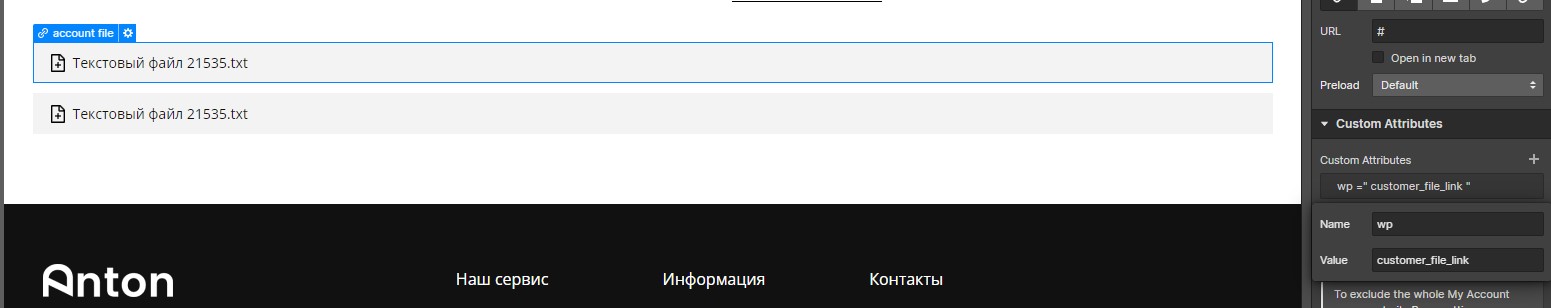 account file
Текстовый файл 21535.txt
Текстовый файл 21535.txt
Anton
Наш сервис
Информация
Контакты
URL
#
Open in new tab
Preload
Default
Custom Attributes
Custom Attributes
wp =" customer_file_link "
Name
wp
Value
customer_file_link
To exclude the whole My Account